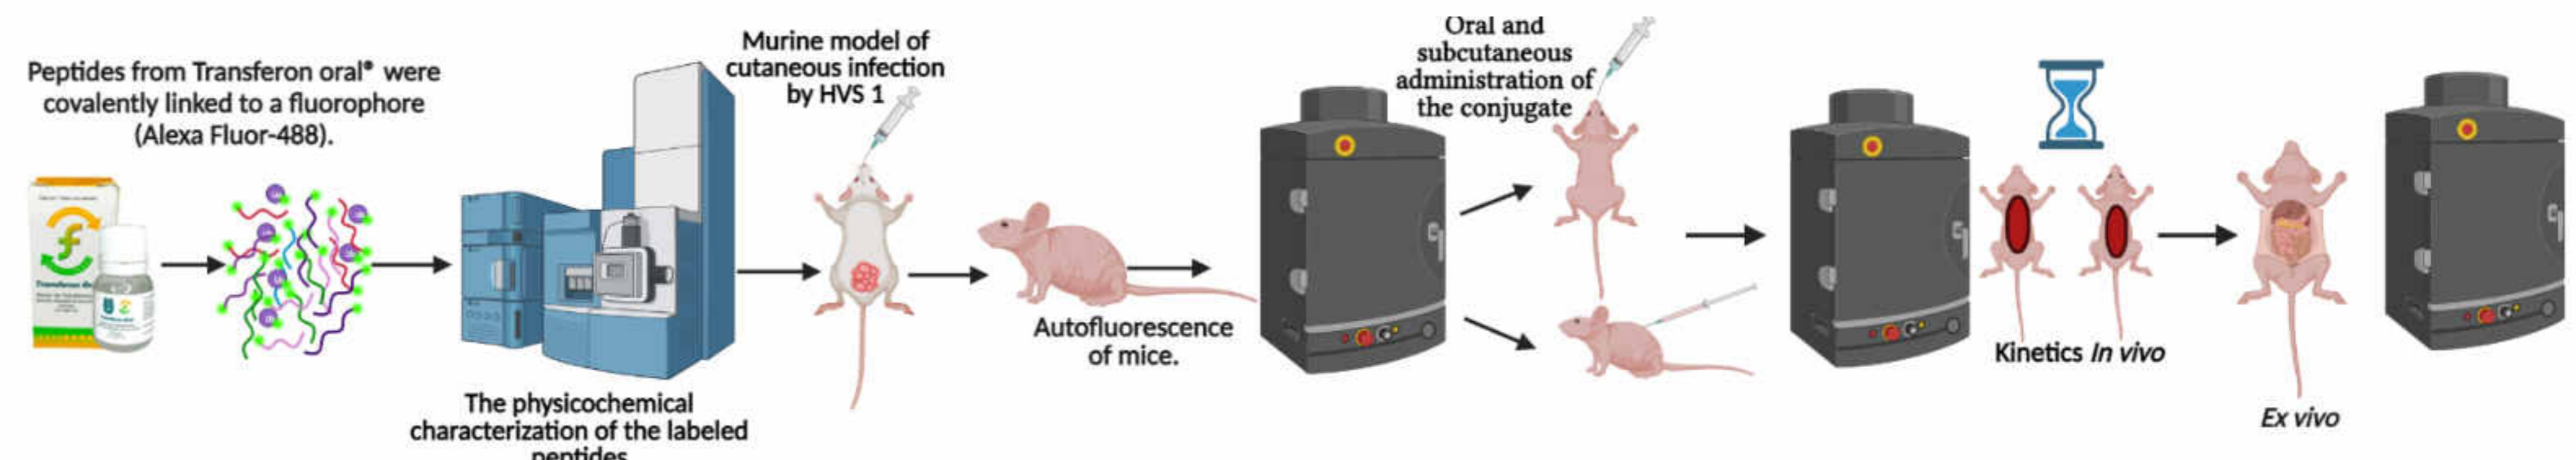 Peptides from Transferon oral® were
covalently linked to a fluorophore
(Alexa Fluor-488).
The physicochemical
characterization of the labeled
peptides
Murine model of
cutaneous infection
by HVS 1
Autofluorescence
of mice.
Oral and
subcutaneous
administration of
the conjugate
Kinetics In vivo
Ex vivo